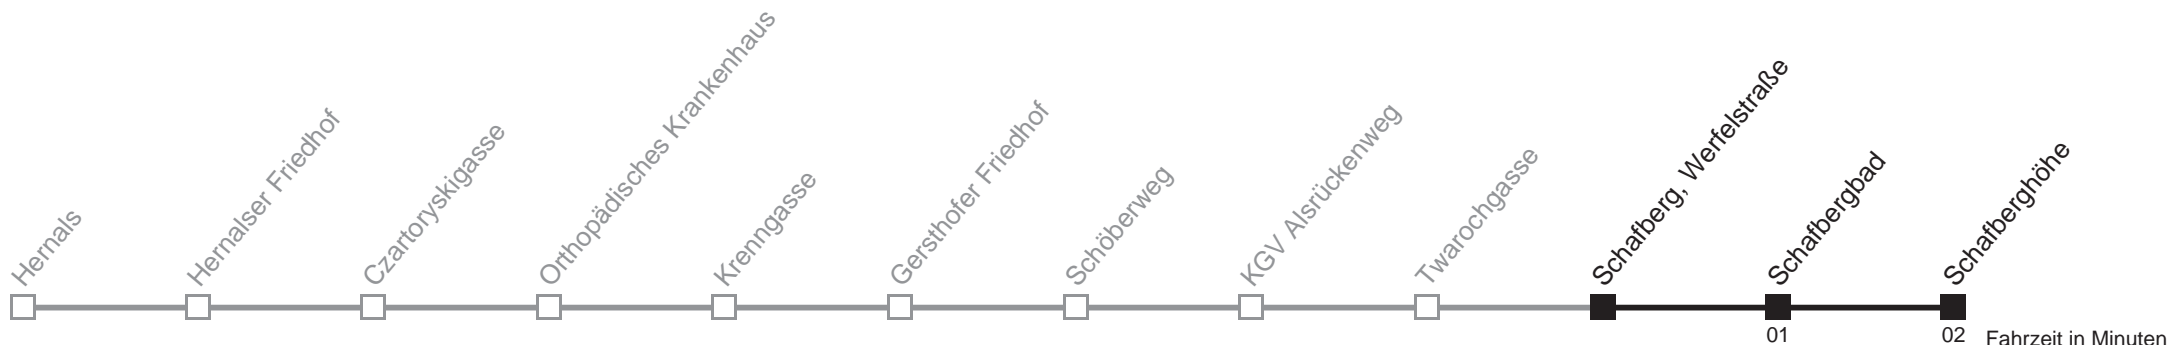 Hernals
Hernalser Friedhof
Czartoryskigasse
Orthopädisches Krankenhaus
Krenngasse
Gersthofer Friedhof
Schöberweg
KGV Alsrückenweg
Twarochgasse
Schafberg, Werfelstraße
Schafbergbad
Schafberghöhe
01
02
Fahrzeit in Minuten